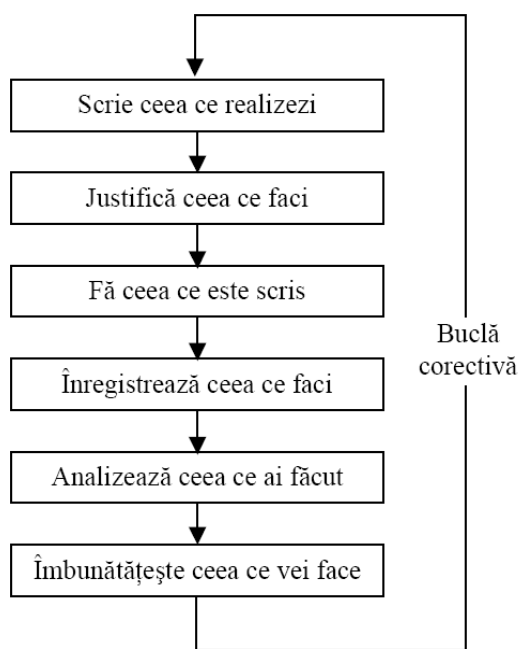 Scrie ceea ce realizezi
Justifică ceea ce faci
Fă ceea ce este scris
Înregistrează ceea ce faci
Analizează ceea ce ai făcut
Îmbunătățeşte ceea ce vei face
Buclă
corectivă